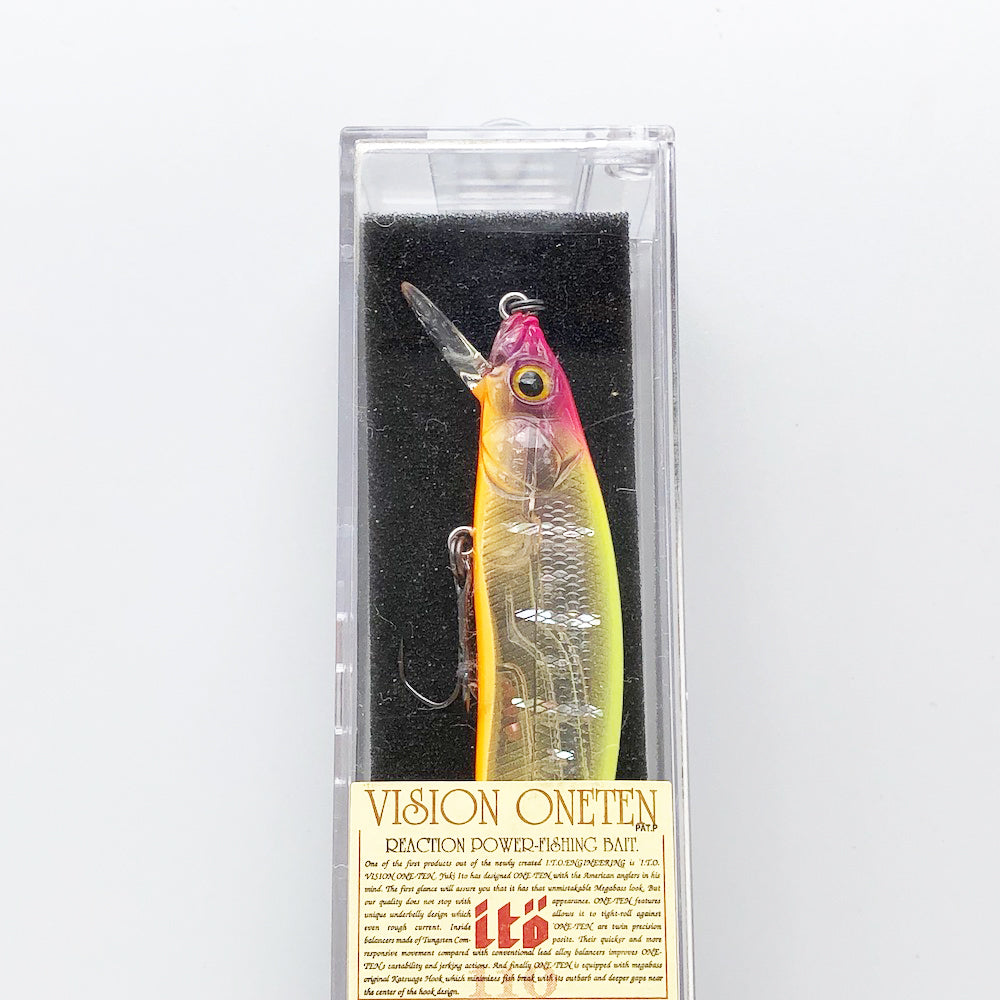 VISION ONETEN
PAT.P
REACTION POWER-FISHING BAIT.
One of the first products out of the newly created I.T.O.ENGINEERING is "I.T.O.
VISION ONE-TEN. Yuki Ito has designed ONE-TEN with the American anglers in his
mind. The first glance will assure you that it has that unmistakable Megabass look. But
our quality does not stop with appearance. ONE-TEN features
unique underbelly design which allows it to tight-roll against
even rough current. Inside ONE-TEN are twin precision
balancers made of Tungsten Com- posite. Their quicker and more
itö
responsive movement compared with conventional lead alloy balancers improves ONE-
TEN's castability and jerking actions. And finally ONE-TEN is equipped with megabass
original Katsuage Hook which minimizes fish break with its outbarb and deeper gaps near
the center of the hook design.
ito